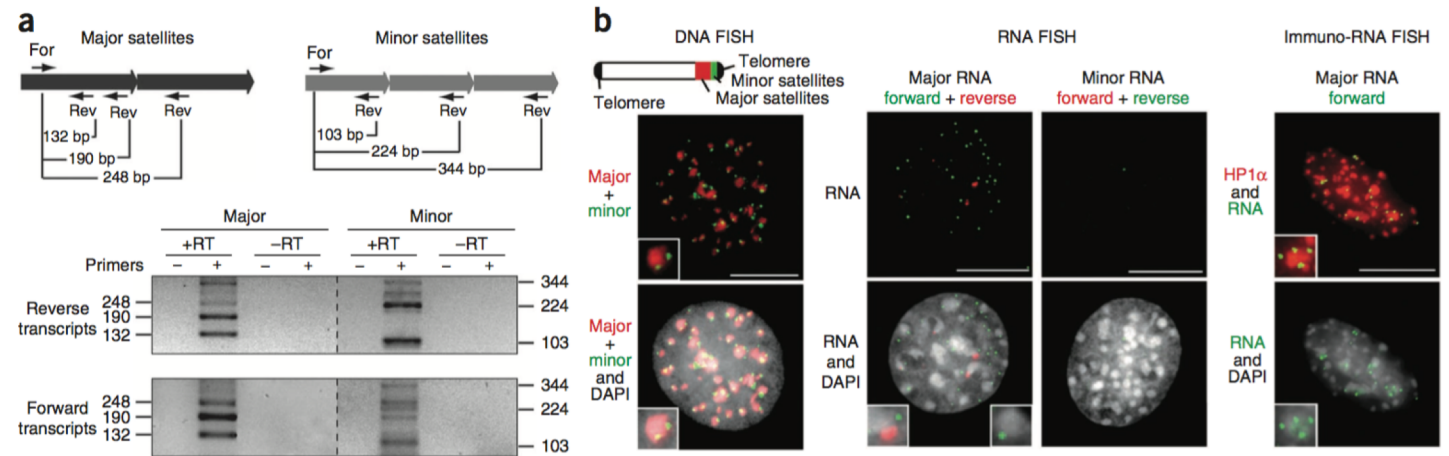 a
Major satellites
For
Rev Rev Rev
132 bp
190 bp
248 bp
Minor satellites
For
Rev Rev Rev
103 bp
224 bp
344 bp
Major Minor
+RT –RT +RT –RT
Primers – + – + – + – +
Reverse
transcripts
248
190
132
344
224
103
Forward
transcripts
248
190
132
344
224
103
b
DNA FISH
Telomere
Minor satellites
Major satellites
Telomere
Major
+
minor
Major
+
minor
and
DAPI
RNA FISH
Major RNA
forward + reverse
Minor RNA
forward + reverse
RNA
RNA
and
DAPI
Immuno-RNA FISH
Major RNA
forward
HP1α
and
RNA
RNA
and
DAPI